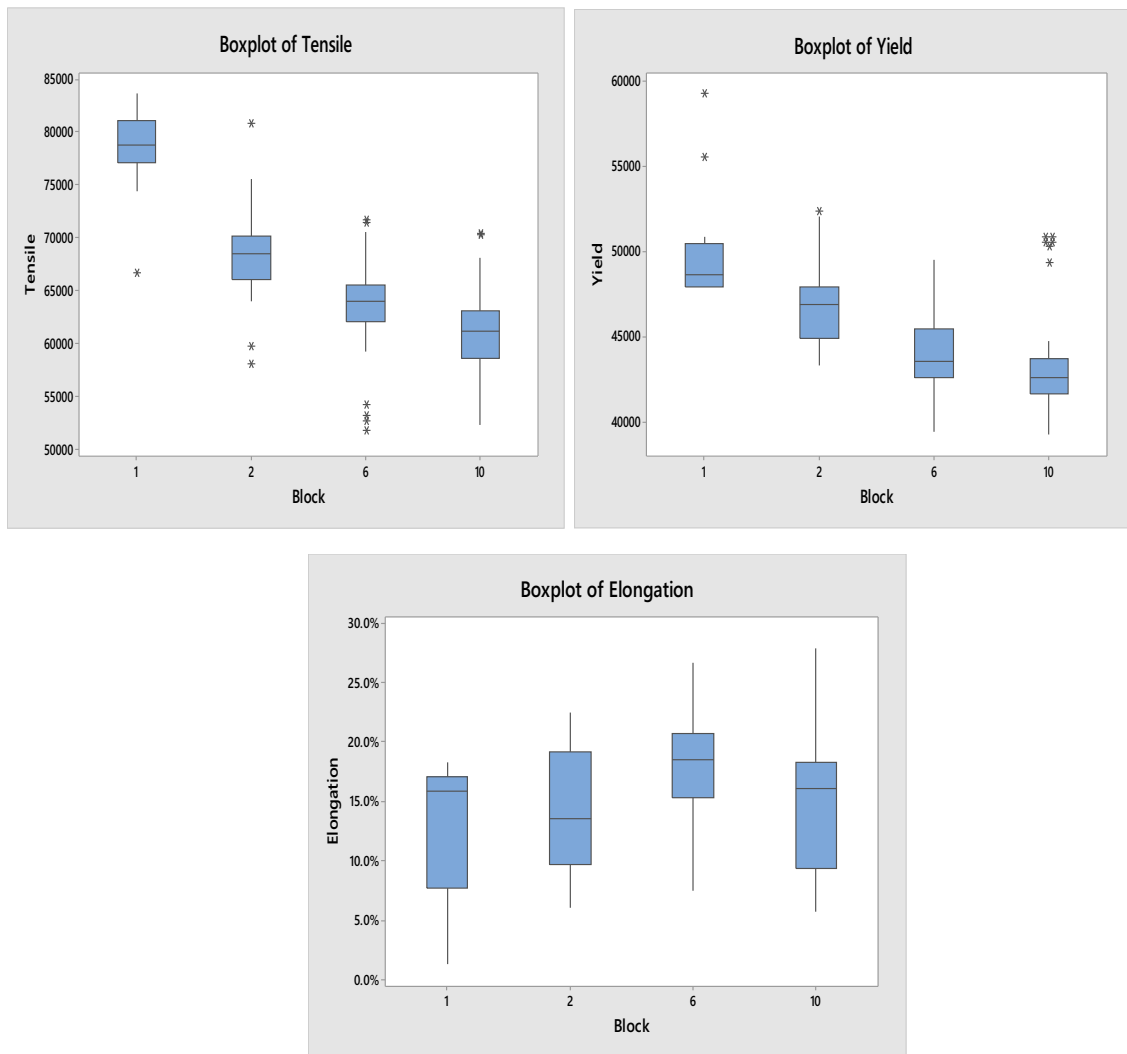 Boxplot of Tensile
85000
80000
75000
70000
65000
60000
55000
50000
Tensile
1 2 6 10
Block
Boxplot of Yield
60000
55000
50000
45000
40000
Yield
1 2 6 10
Block
Boxplot of Elongation
30.0%
25.0%
20.0%
15.0%
10.0%
5.0%
0.0%
Elongation
1 2 6 10
Block